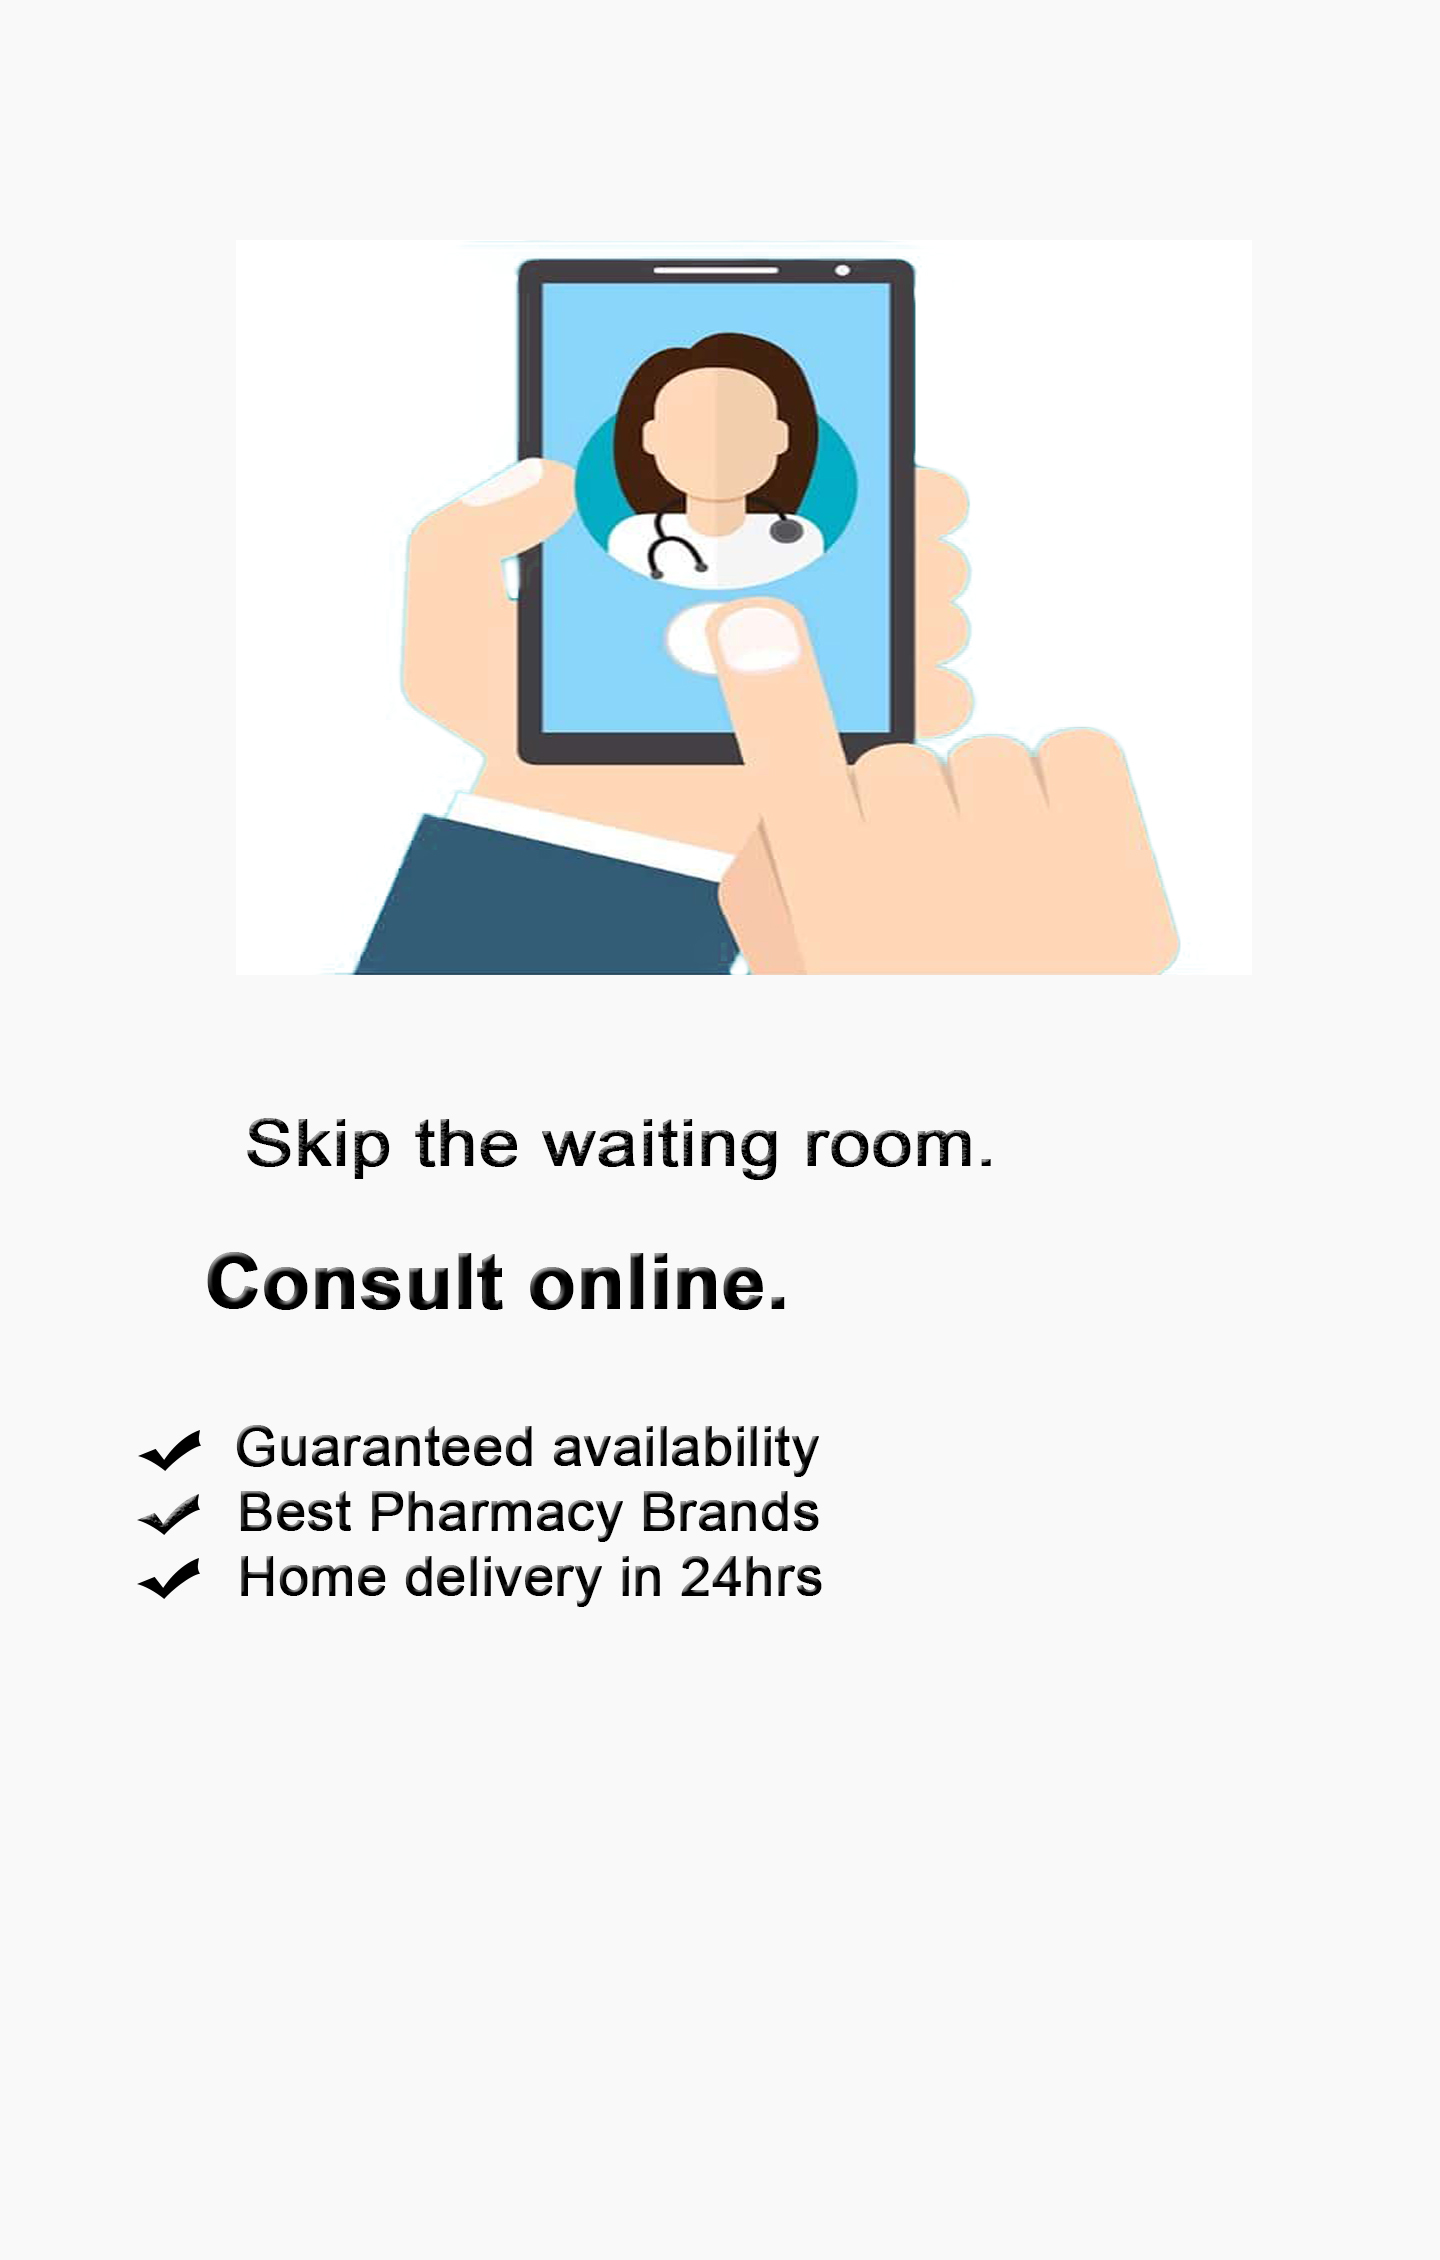 Skip the waiting room.
Consult online.
Guaranteed availability
Best Pharmacy Brands
Home delivery in 24hrs